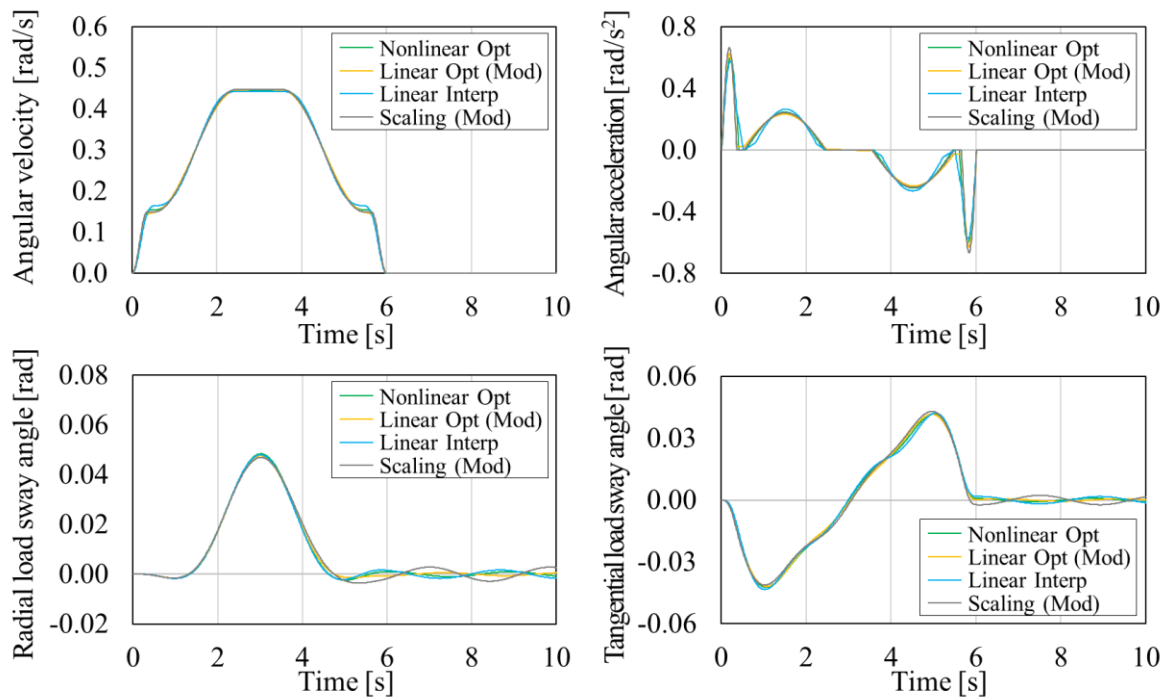 Angular velocity [rad/s]
0.6
0.5
0.4
0.3
0.2
0.1
0.0
Nonlinear Opt
Linear Opt (Mod)
Linear Interp
Scaling (Mod)
0 2 4 6 8 10
Time [s]
Angular acceleration [rad/s²]
0.8
0.4
0.0
-0.4
-0.8
Nonlinear Opt
Linear Opt (Mod)
Linear Interp
Scaling (Mod)
0 2 4 6 8 10
Time [s]
Radial load sway angle [rad]
0.08
0.06
0.04
0.02
0.00
-0.02
Nonlinear Opt
Linear Opt (Mod)
Linear Interp
Scaling (Mod)
0 2 4 6 8 10
Time [s]
Tangential load sway angle [rad]
0.06
0.03
0.00
-0.03
-0.06
Nonlinear Opt
Linear Opt (Mod)
Linear Interp
Scaling (Mod)
0 2 4 6 8 10
Time [s]